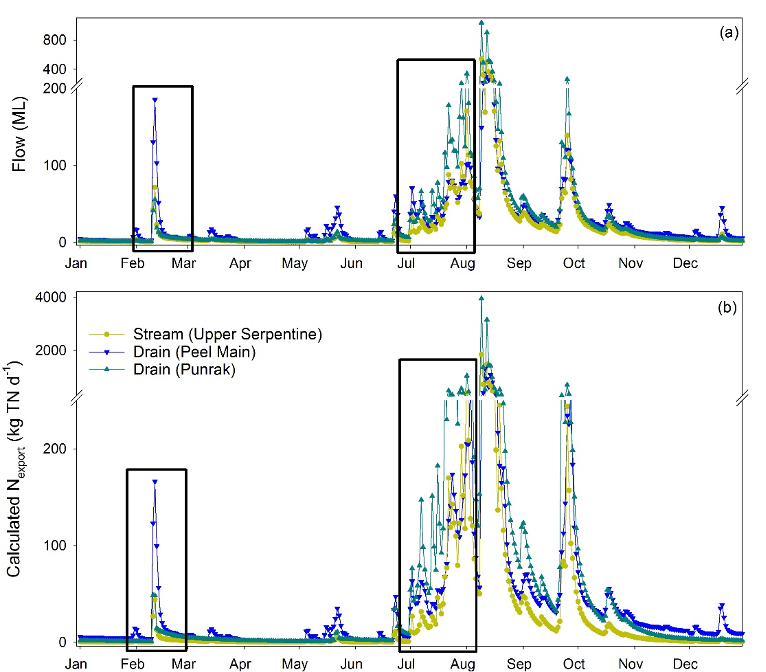 (a)
800
400
200
100
0
Flow (ML)
Jan Feb Mar Apr May Jun Jul Aug Sep Oct Nov Dec
(b)
4000
2000
200
100
0
Calculated Nexport (kg TN d-1)
Stream (Upper Serpentine)
Drain (Peel Main)
Drain (Punrak)
Jan Feb Mar Apr May Jun Jul Aug Sep Oct Nov Dec